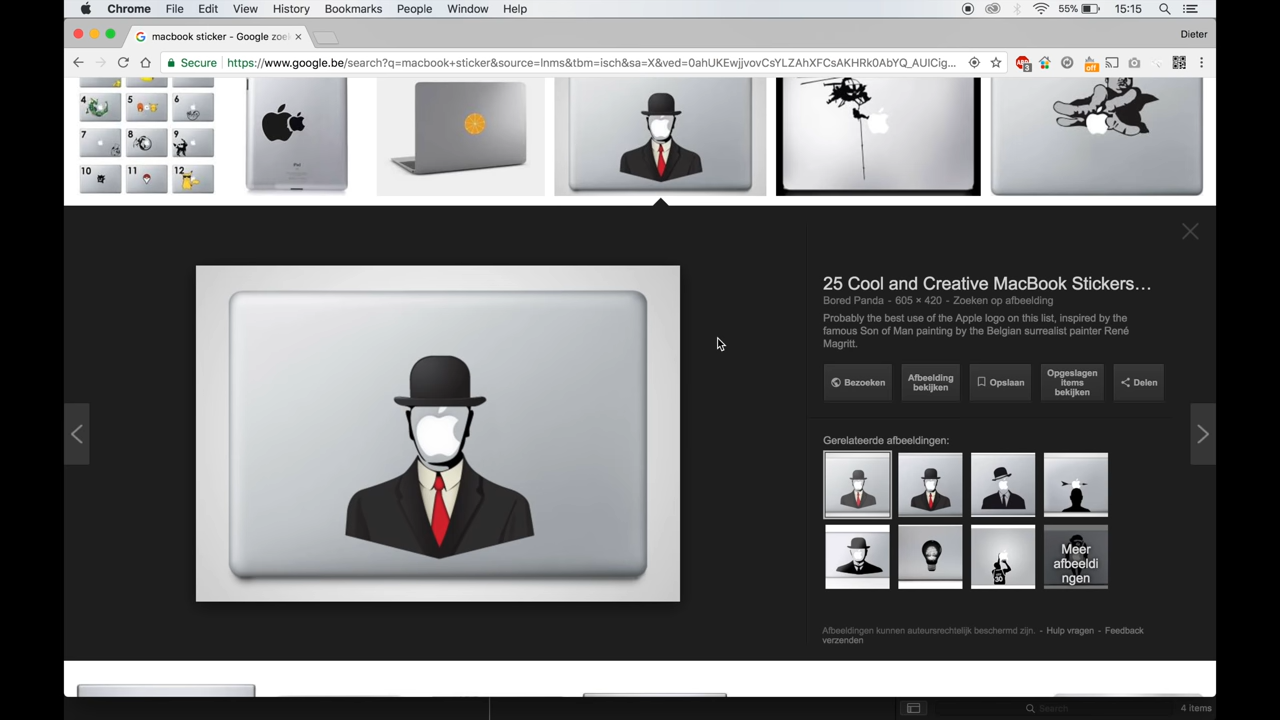 Chrome File Edit View History Bookmarks People Window Help 55% 15:15
macbook sticker - Google zoe Dieter
Secure https://www.google.be/search?q=macbook+sticker&source=lnms&tbm=isch&sa=X&ved=0ahUKEwjjvovCsYLZAhXFCsAKHRk0AbYQ_AUICig...
3 off
4 5 6
7 8 9
10 11 12
iPad
25 Cool and Creative MacBook Stickers…
Bored Panda - 605 × 420 - Zoeken op afbeelding
Probably the best use of the Apple logo on this list, inspired by the
famous Son of Man painting by the Belgian surrealist painter René
Magritt.
Bezoeken
Afbeelding
bekijken
Opslaan
Opgeslagen
items
bekijken
Delen
Gerelateerde afbeeldingen:
30
Meer
afbeeldi
ngen
Afbeeldingen kunnen auteursrechtelijk beschermd zijn. - Hulp vragen - Feedback
verzenden
Search 4 items